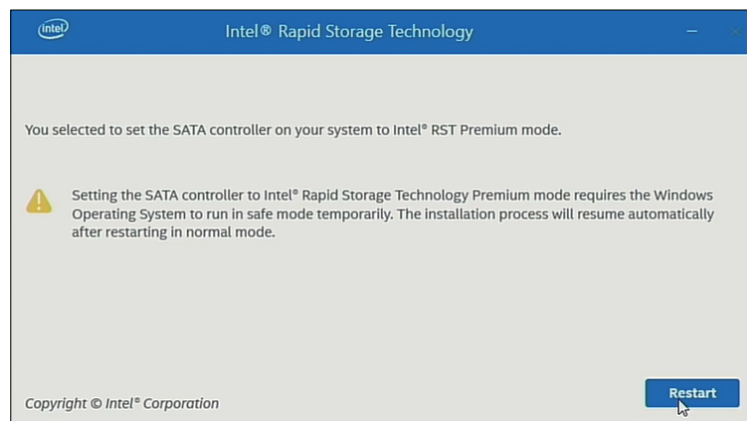 intel
Intel® Rapid Storage Technology
You selected to set the SATA controller on your system to Intel® RST Premium mode.
Setting the SATA controller to Intel® Rapid Storage Technology Premium mode requires the Windows
Operating System to run in safe mode temporarily. The installation process will resume automatically
after restarting in normal mode.
Restart
Copyright © Intel® Corporation